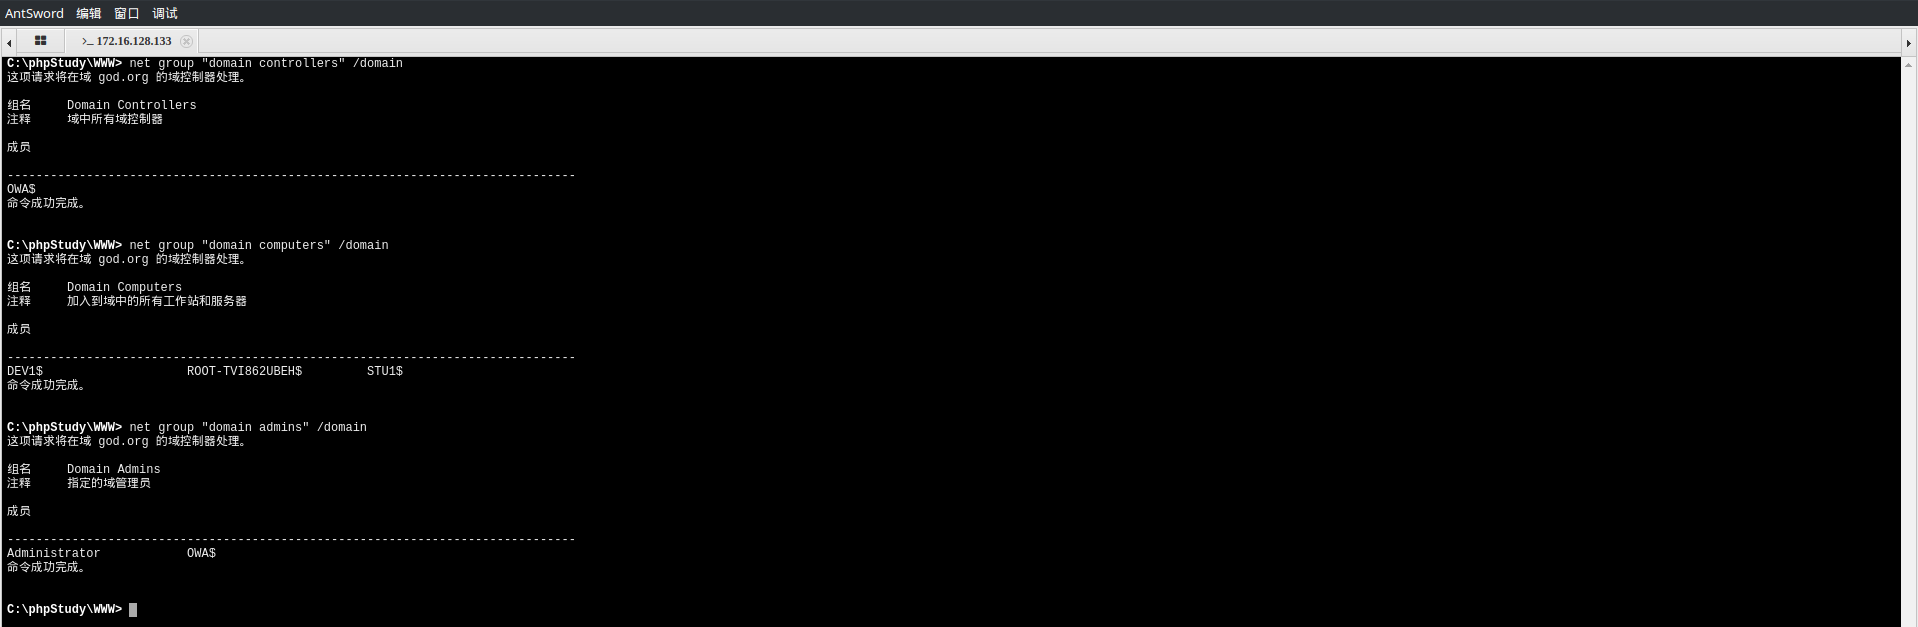 AntSword 编辑 窗口 调试
>_ 172.16.128.133
C:\phpStudy\WWW> net group "domain controllers" /domain
这项请求将在域 god.org 的域控制器处理。
组名     Domain Controllers
注释     域中所有域控制器
成员
-------------------------------------------------------------------------------
OWA$
命令成功完成。
C:\phpStudy\WWW> net group "domain computers" /domain
这项请求将在域 god.org 的域控制器处理。
组名     Domain Computers
注释     加入到域中的所有工作站和服务器
成员
-------------------------------------------------------------------------------
DEV1$                    ROOT-TVI862UBEH$         STU1$
命令成功完成。
C:\phpStudy\WWW> net group "domain admins" /domain
这项请求将在域 god.org 的域控制器处理。
组名     Domain Admins
注释     指定的域管理员
成员
-------------------------------------------------------------------------------
Administrator            OWA$
命令成功完成。
C:\phpStudy\WWW>